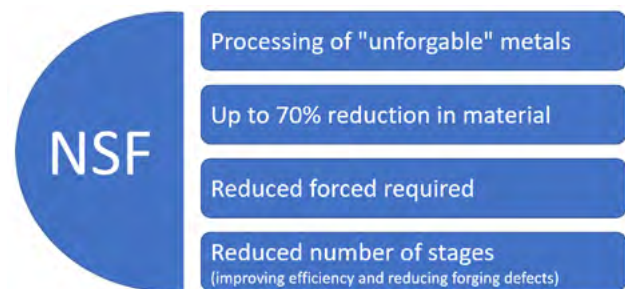 NSF
Processing of "unforgable" metals
Up to 70% reduction in material
Reduced forced required
Reduced number of stages
(improving efficiency and reducing forging defects)